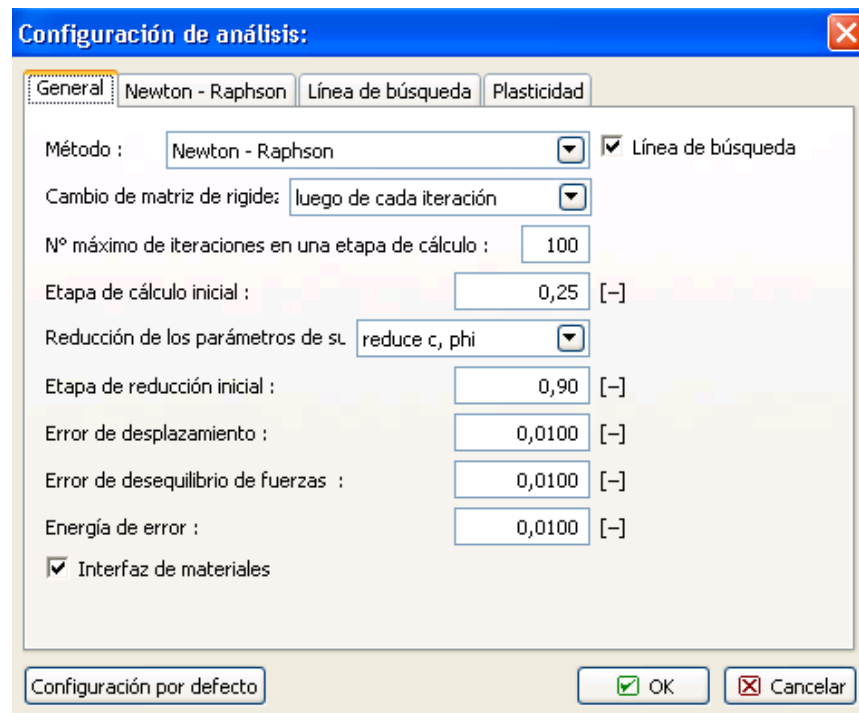 Configuración de análisis:
General Newton - Raphson Línea de búsqueda Plasticidad
Método : Newton - Raphson Línea de búsqueda
Cambio de matriz de rigidez luego de cada iteración
Nº máximo de iteraciones en una etapa de cálculo : 100
Etapa de cálculo inicial : 0,25 [–]
Reducción de los parámetros de su reduce c, phi
Etapa de reducción inicial : 0,90 [–]
Error de desplazamiento : 0,0100 [–]
Error de desequilibrio de fuerzas : 0,0100 [–]
Energía de error : 0,0100 [–]
Interfaz de materiales
Configuración por defecto OK Cancelar